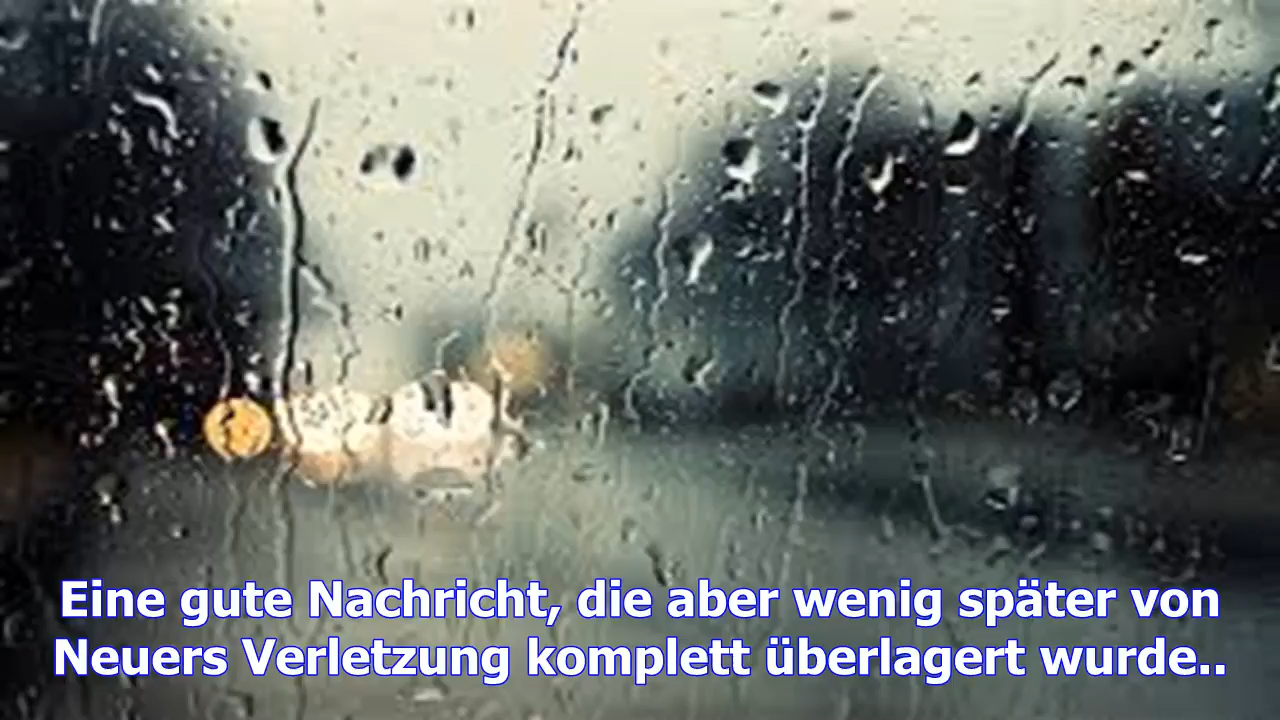 Eine gute Nachricht, die aber wenig später von
Neuers Verletzung komplett überlagert wurde..